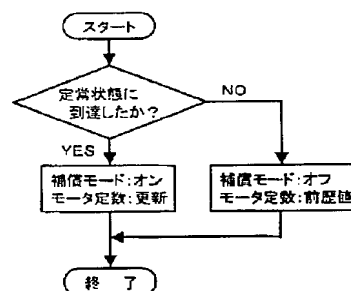 スタート
定常状態に
到達したか？
NO
YES
補償モード:オン
モータ定数:更新
補償モード:オフ
モータ定数:前歴値
終 了